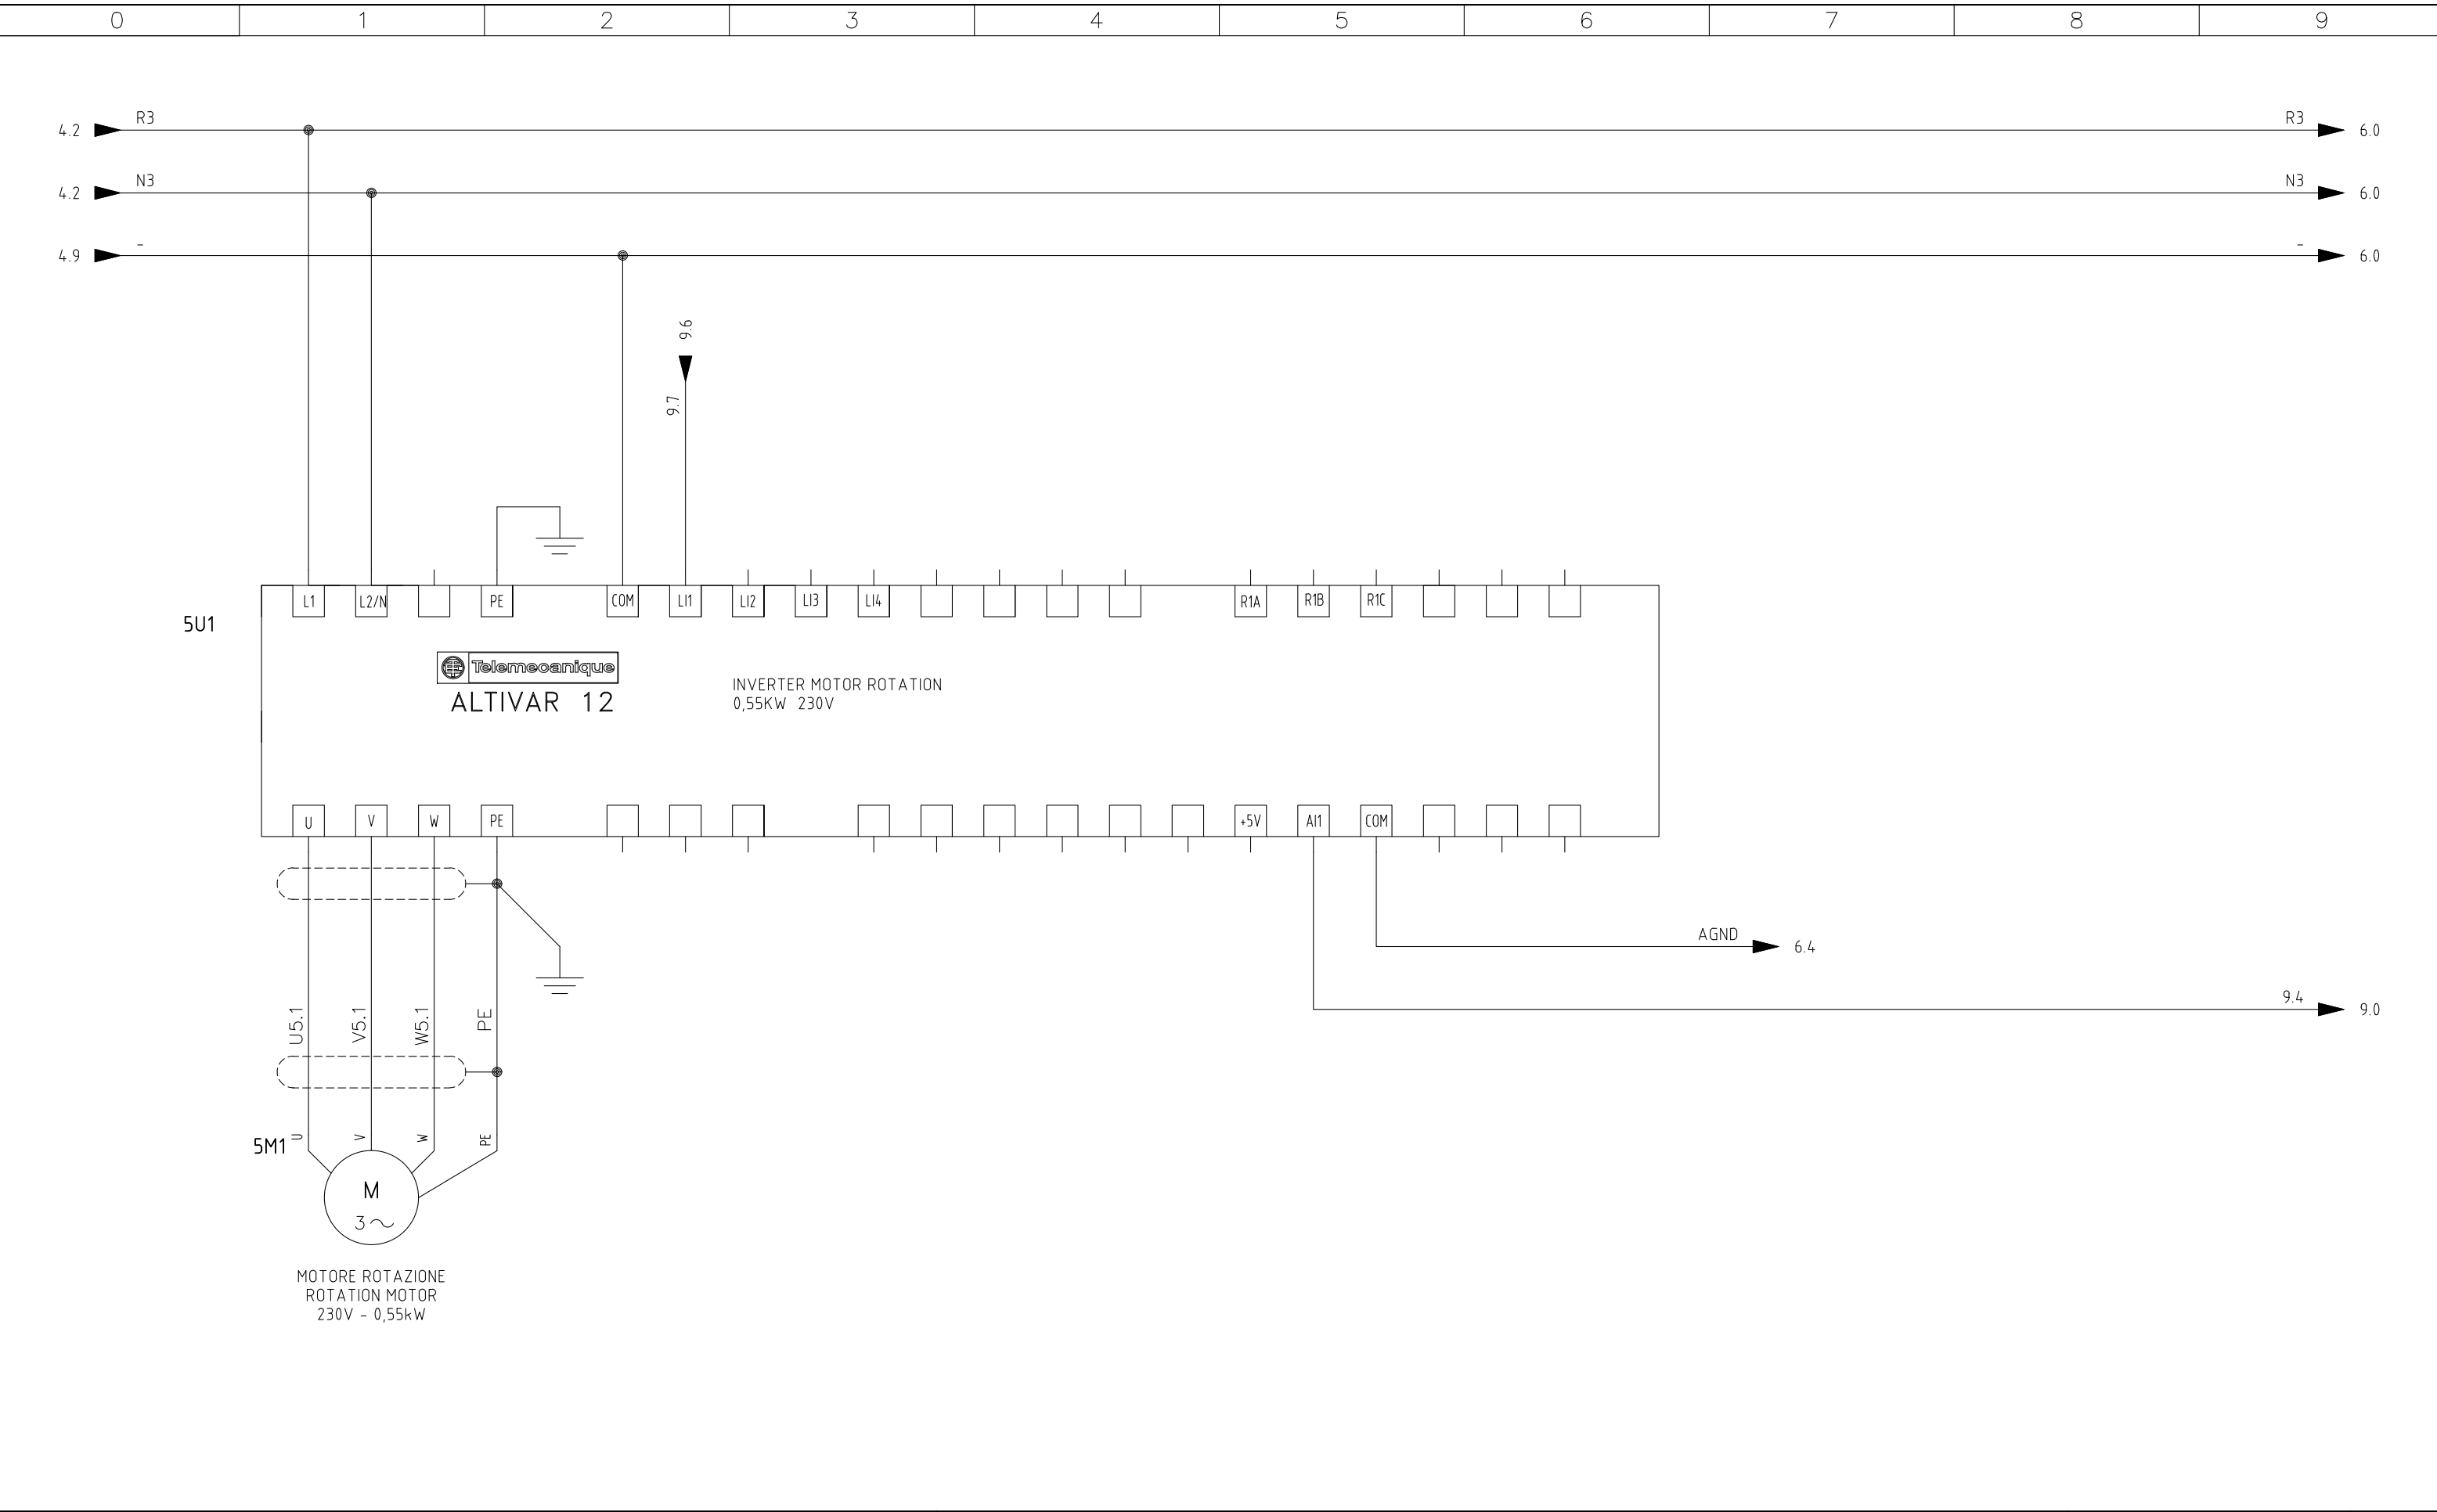 0 1 2 3 4 5 6 7 8 9
4.2 R3 R3 6.0
4.2 N3 N3 6.0
4.9 - - 6.0
9.6
9.7
L1 L2/N PE COM LI1 LI2 LI3 LI4 R1A R1B R1C
5U1
Telemecanique
ALTIVAR 12
INVERTER MOTOR ROTATION
0,55KW 230V
U V W PE +5V AI1 COM
AGND 6.4
9.4 9.0
U5.1 V5.1 W5.1 PE
U V W PE
5M1
M
3~
MOTORE ROTAZIONE
ROTATION MOTOR
230V - 0,55kW